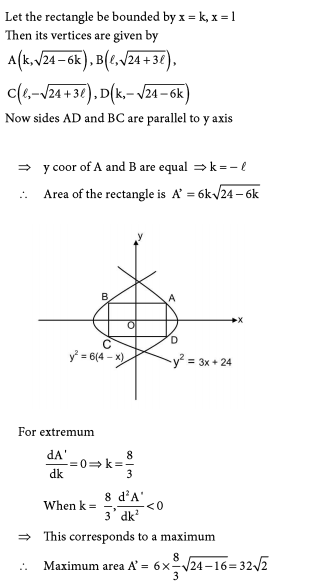 Let the rectangle be bounded by x = k, x = l
Then its vertices are given by
A(k,√24−6k), B(ℓ,√24+3ℓ),
C(ℓ,−√24+3ℓ), D(k,−√24−6k)
Now sides AD and BC are parallel to y axis
⇒ y coor of A and B are equal ⇒ k = − ℓ
∴ Area of the rectangle is A' = 6k√24−6k
y
B A
O x
C D
y² = 6(4 − x) y² = 3x + 24
For extremum
dA'/dk = 0 ⇒ k = 8/3
When k = 8/3, d²A'/dk² < 0
⇒ This corresponds to a maximum
∴ Maximum area A' = 6 × 8/3 √24−16 = 32√2